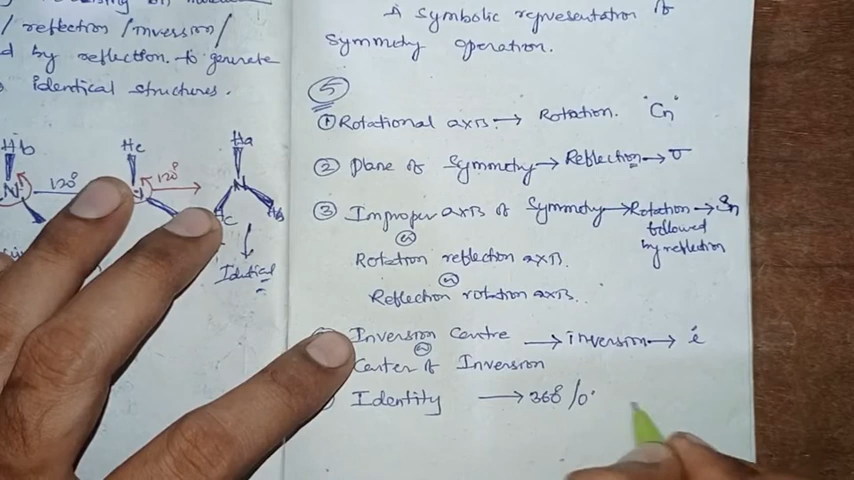 / reflection / inversion /
d by reflection. to generate
identical structures.
Hb
N
120°
Hc
120°
Ha
N
Hb
Hc
Identical
→ Symbolic representation of
Symmetry operation.
⑤
① Rotational axis → Rotation. "Cn"
② Plane of Symmetry → Reflection → σ
③ Improper axis of Symmetry → Rotation → Sn
followed
by reflection
(or)
Rotation reflection axis.
(or)
Reflection rotation axis.
Inversion Centre → inversion → i
(or)
Center of Inversion
Identity → 360°/0°